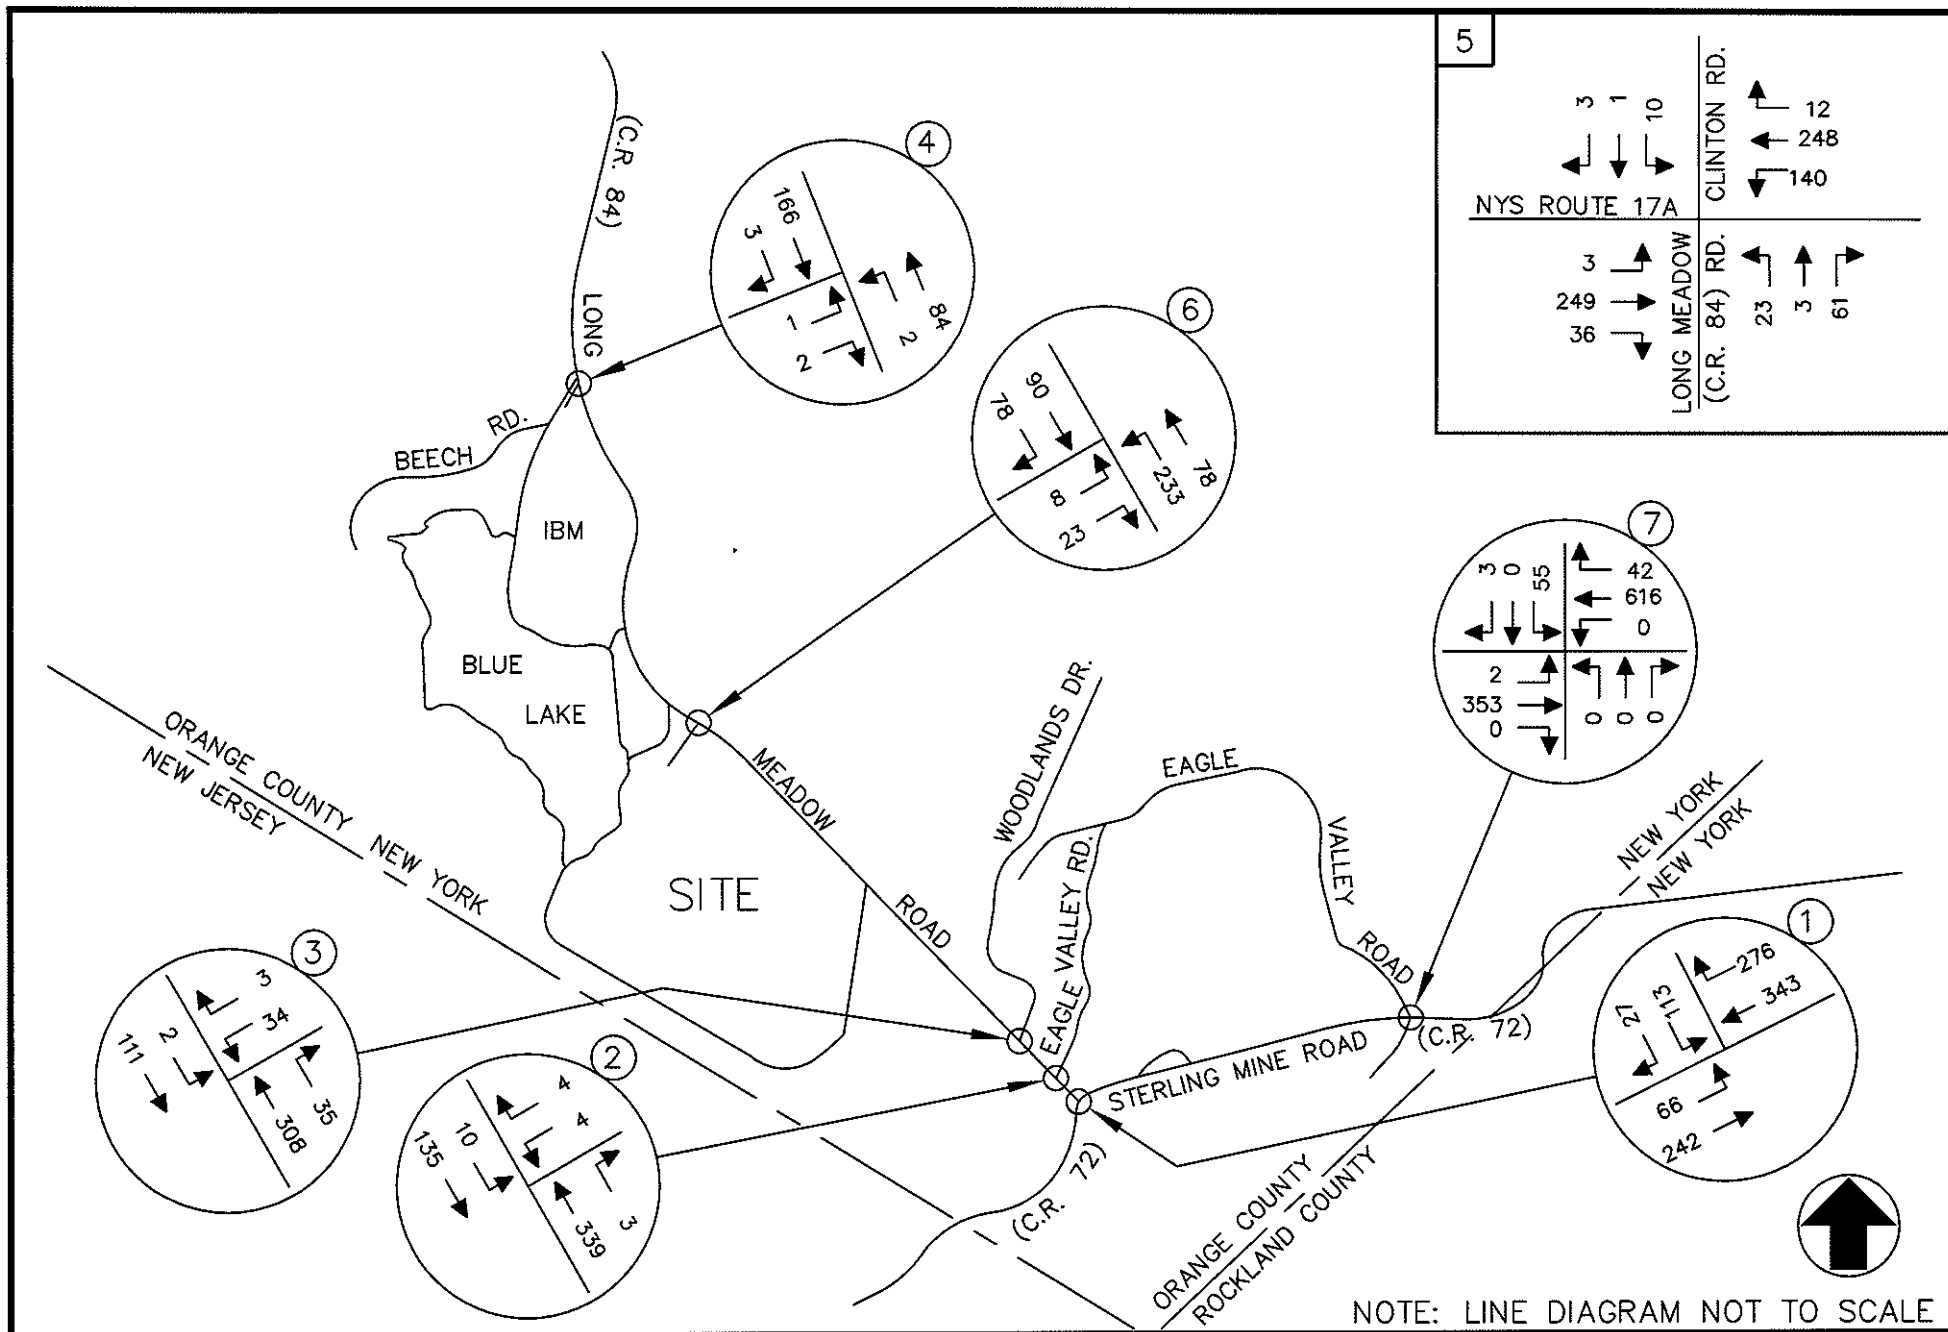 5
3
1
10
CLINTON RD.
12
248
140
NYS ROUTE 17A
3
249
36
LONG MEADOW
(C.R. 84) RD.
23
3
61
(C.R. 84)
4
166
3
1
2
84
2
LONG
6
90
78
8
23
78
233
BEECH RD.
IBM
BLUE
LAKE
7
3
0
55
42
616
0
2
353
0
0
0
0
ORANGE COUNTY NEW YORK
NEW JERSEY
MEADOW
ROAD
SITE
WOODLANDS DR.
EAGLE VALLEY RD.
EAGLE
VALLEY
ROAD
NEW YORK
NEW YORK
3
3
34
2
111
35
308
2
4
4
10
135
3
339
1
276
343
113
27
66
242
STERLING MINE ROAD
(C.R. 72)
(C.R. 72)
ORANGE COUNTY
ROCKLAND COUNTY
NOTE: LINE DIAGRAM NOT TO SCALE